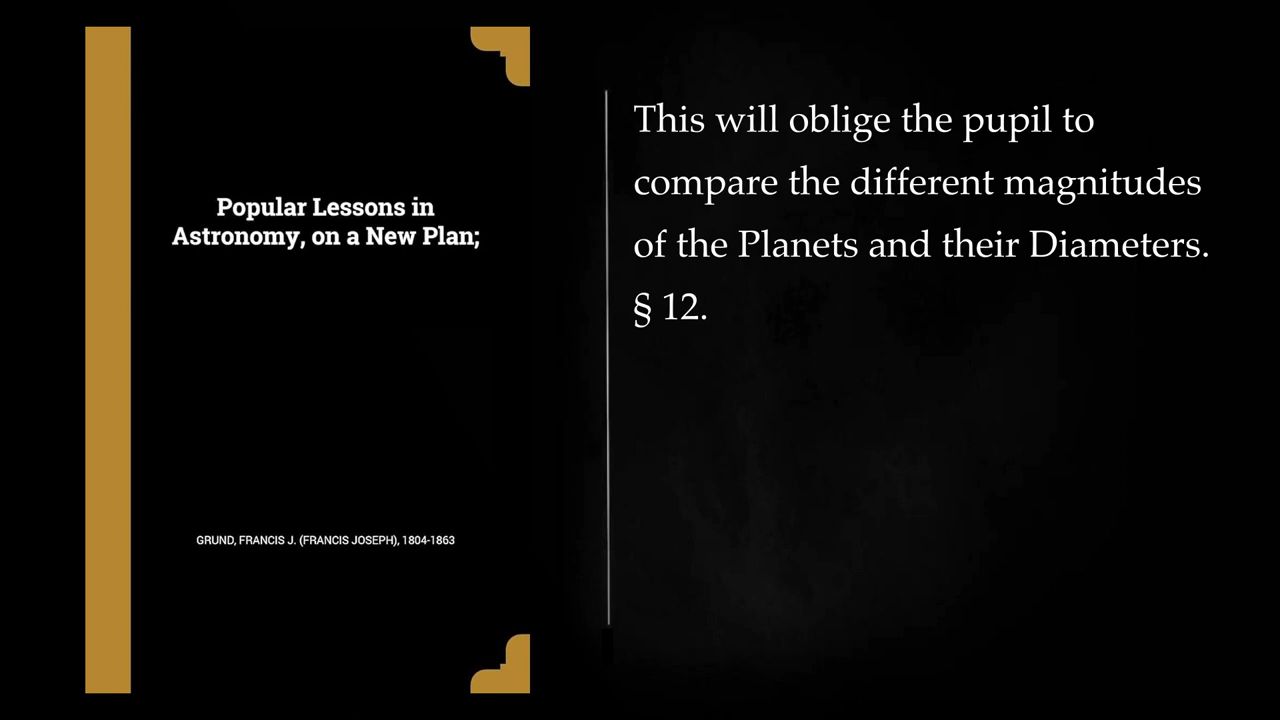 Popular Lessons in
Astronomy, on a New Plan;
GRUND, FRANCIS J. (FRANCIS JOSEPH), 1804-1863
This will oblige the pupil to
compare the different magnitudes
of the Planets and their Diameters.
§ 12.